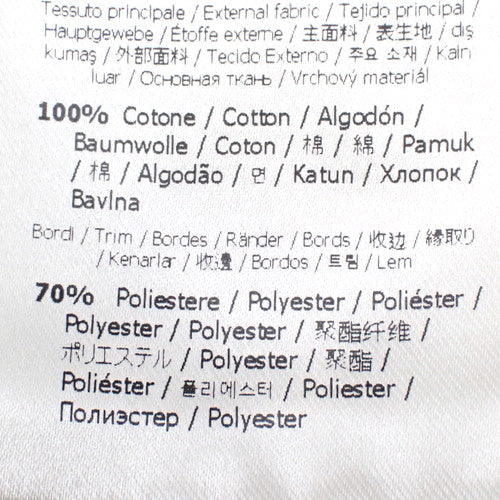 Tessuto principale / External fabric / Tejido principal /
Hauptgewebe / Étoffe externe / 主面料 / 表生地 / dış
kumaş / 外部面料 / Tecido Externo / 주요 소재 / Kain
luar / Основная ткань / Vrchový materiál
100% Cotone / Cotton / Algodón /
Baumwolle / Coton / 棉 / 綿 / Pamuk
/ 棉 / Algodão / 면 / Katun / Хлопок /
Bavlna
Bordi / Trim / Bordes / Ränder / Bords / 收边 / 縁取り
/ Kenarlar / 收邊 / Bordos / 트림 / Lem
70% Poliestere / Polyester / Poliéster /
Polyester / Polyester / 聚酯纤维 /
ポリエステル / Polyester / 聚酯 /
Poliéster / 폴리에스터 / Poliester /
Полиэстер / Polyester